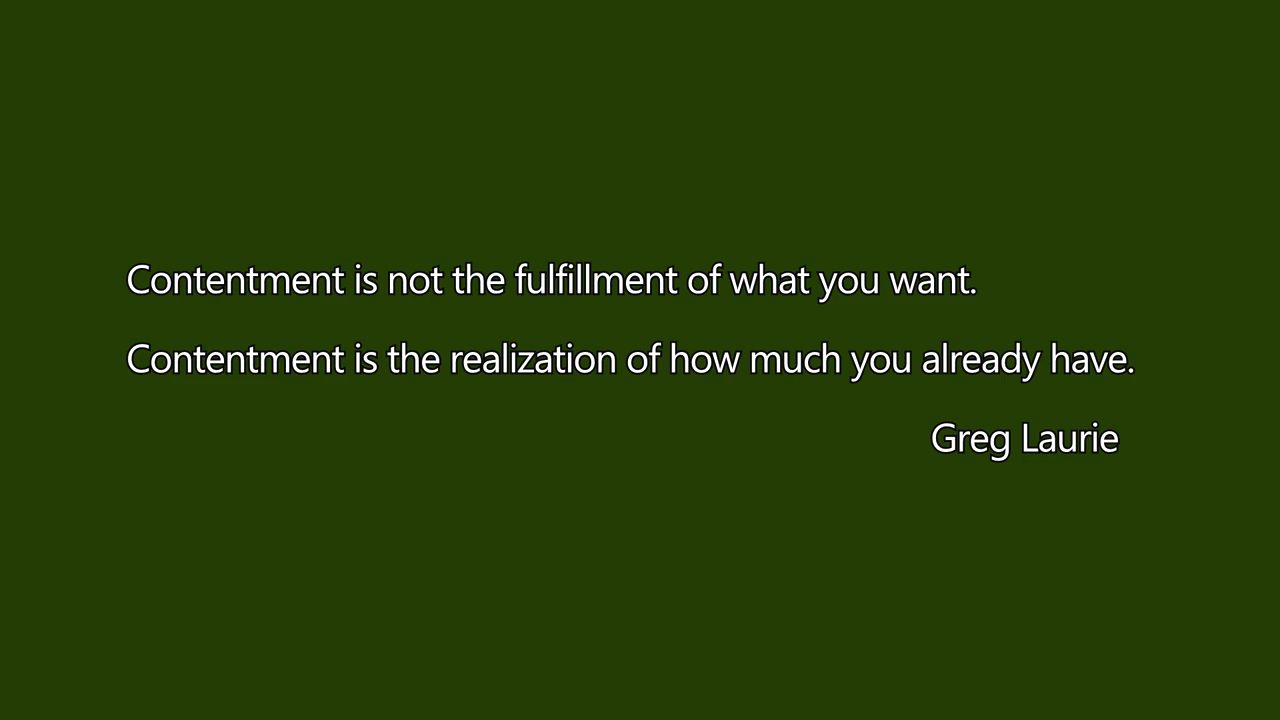 Contentment is not the fulfillment of what you want.
Contentment is the realization of how much you already have.
Greg Laurie